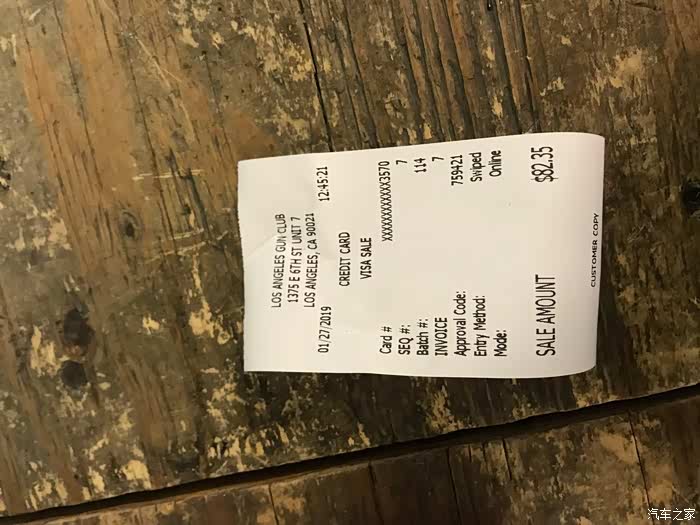 LOS ANGELES GUN CLUB
1375 E 6TH ST UNIT 7
LOS ANGELES, CA 90021
01/27/2019 12:45:21
CREDIT CARD
VISA SALE
Card # XXXXXXXXXXXX3570
SEQ #: 7
Batch #: 114
INVOICE 7
Approval Code: 759421
Entry Method: Swiped
Mode: Online
SALE AMOUNT $82.35
CUSTOMER COPY
汽车之家